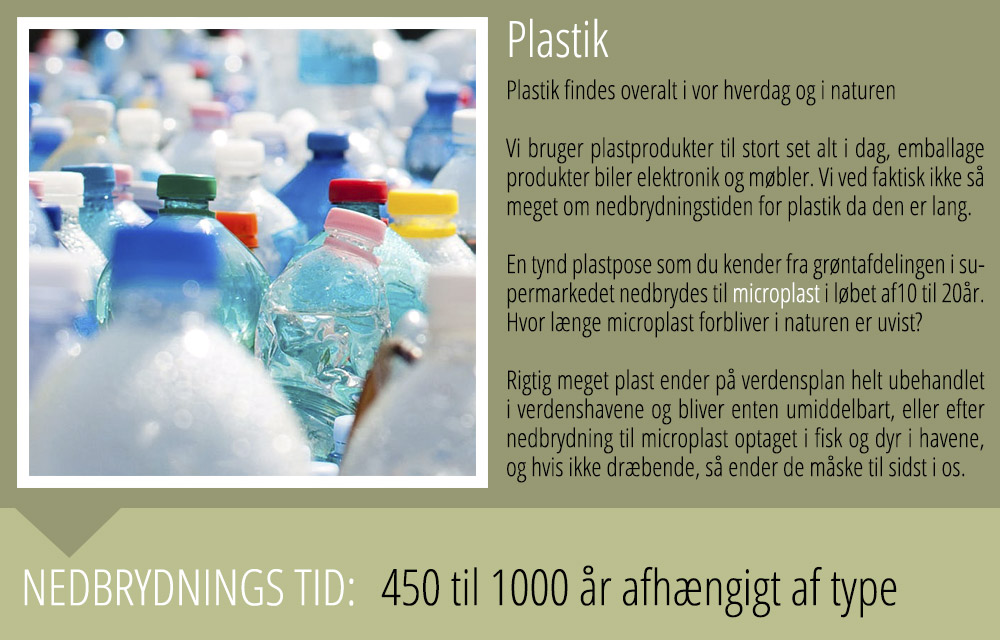 Plastik
Plastik findes overalt i vor hverdag og i naturen
Vi bruger plastprodukter til stort set alt i dag, emballage
produkter biler elektronik og møbler. Vi ved faktisk ikke så
meget om nedbrydningstiden for plastik da den er lang.
En tynd plastpose som du kender fra grøntafdelingen i su-
permarkedet nedbrydes til microplast i løbet af10 til 20år.
Hvor længe microplast forbliver i naturen er uvist?
Rigtig meget plast ender på verdensplan helt ubehandlet
i verdenshavene og bliver enten umiddelbart, eller efter
nedbrydning til microplast optaget i fisk og dyr i havene,
og hvis ikke dræbende, så ender de måske til sidst i os.
NEDBRYDNINGS TID: 450 til 1000 år afhængigt af type